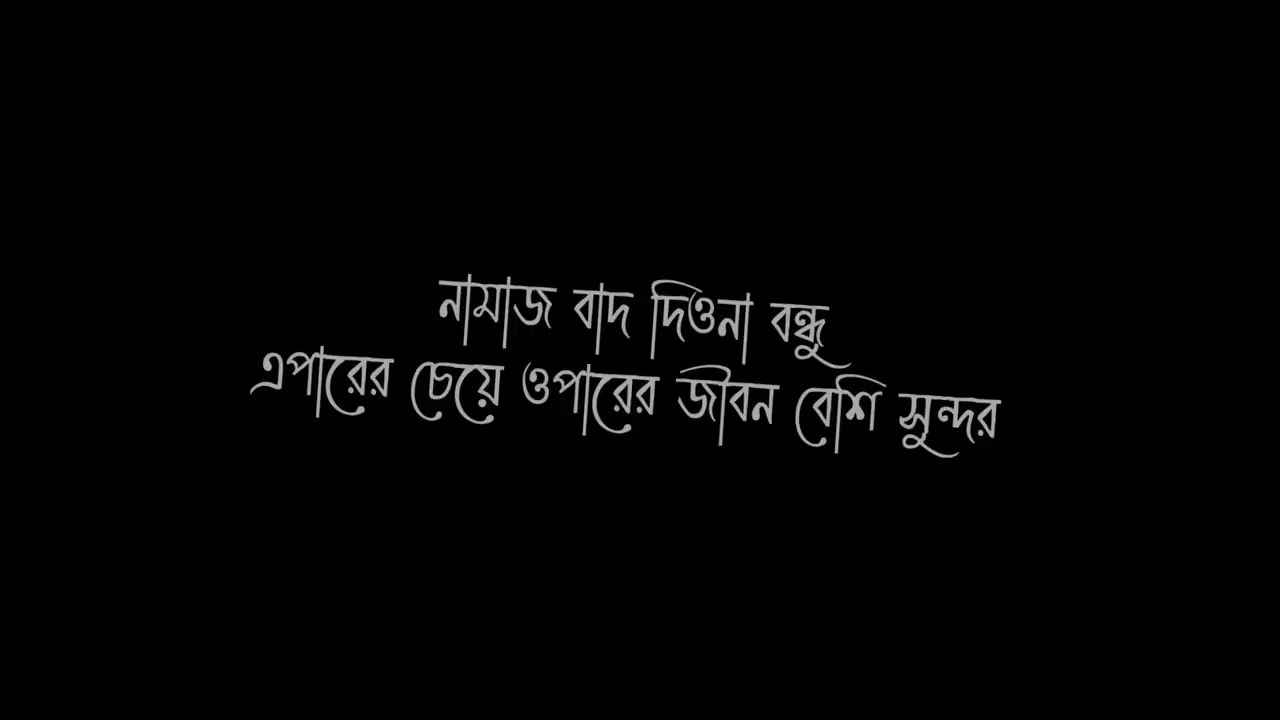 নামাজ বাদ দিওনা বন্ধু
এপারের চেয়ে ওপারের জীবন বেশি সুন্দর